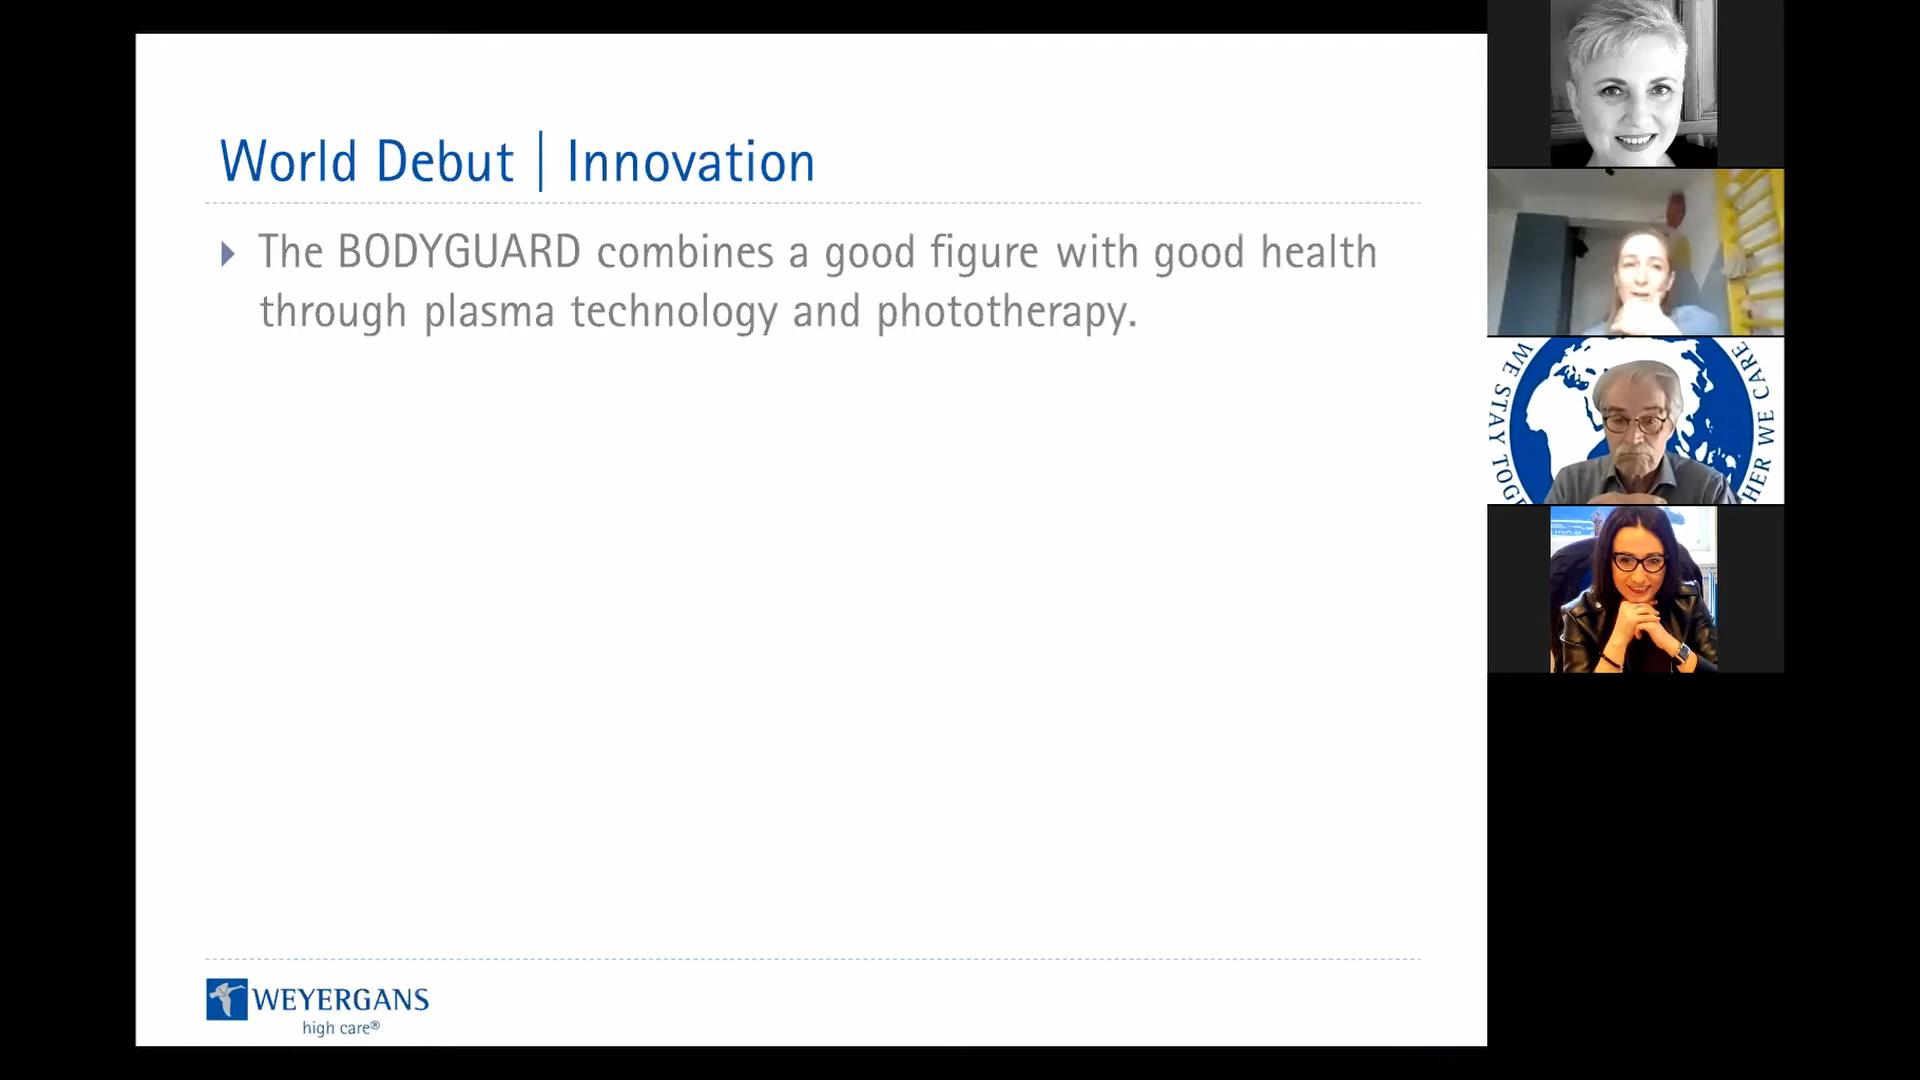 World Debut | Innovation
The BODYGUARD combines a good figure with good health
through plasma technology and phototherapy.
WE STAY TOGE
HER WE CARE
WEYERGANS
high care®